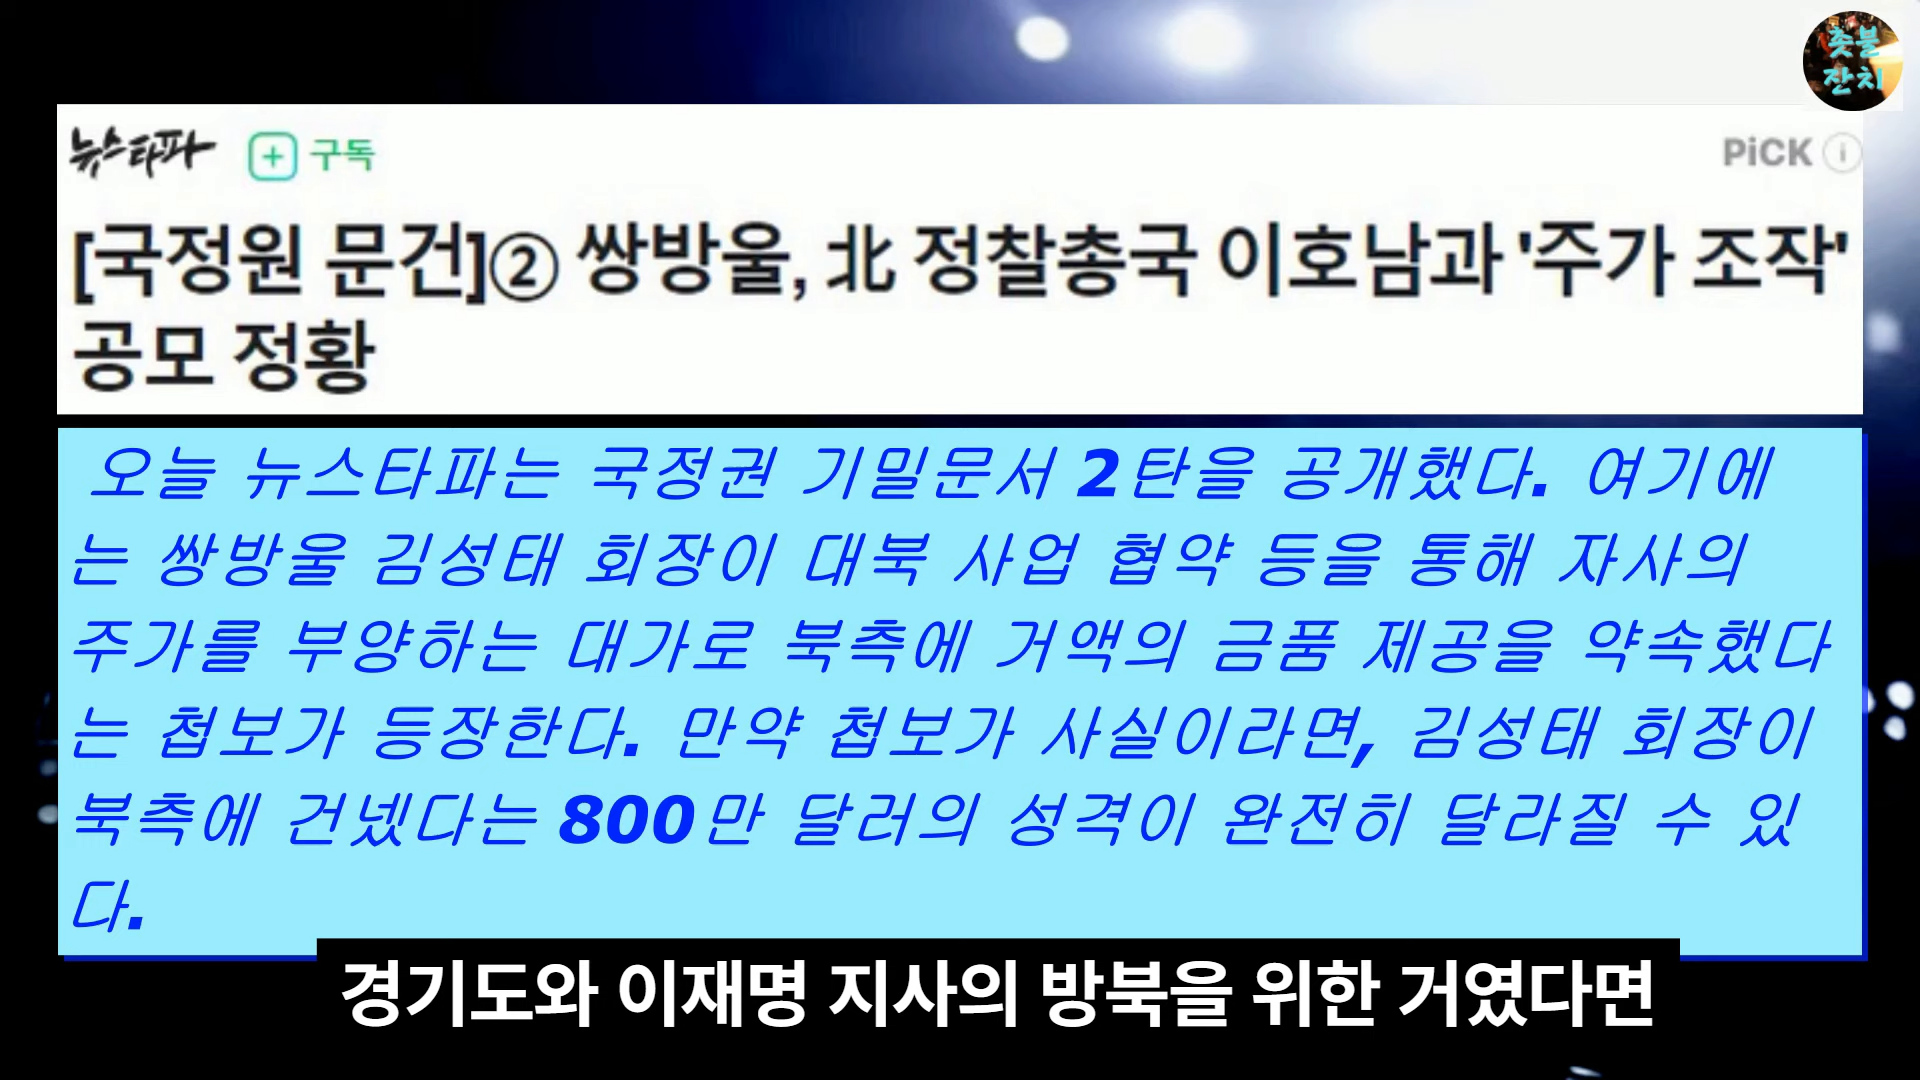 촛불
잔치
뉴스타파 + 구독
PiCK i
[국정원 문건]② 쌍방울, 北 정찰총국 이호남과 '주가 조작'
공모 정황
오늘 뉴스타파는 국정권 기밀문서 2탄을 공개했다. 여기에
는 쌍방울 김성태 회장이 대북 사업 협약 등을 통해 자사의
주가를 부양하는 대가로 북측에 거액의 금품 제공을 약속했다
는 첩보가 등장한다. 만약 첩보가 사실이라면, 김성태 회장이
북측에 건넸다는 800만 달러의 성격이 완전히 달라질 수 있
다.
경기도와 이재명 지사의 방북을 위한 거였다면